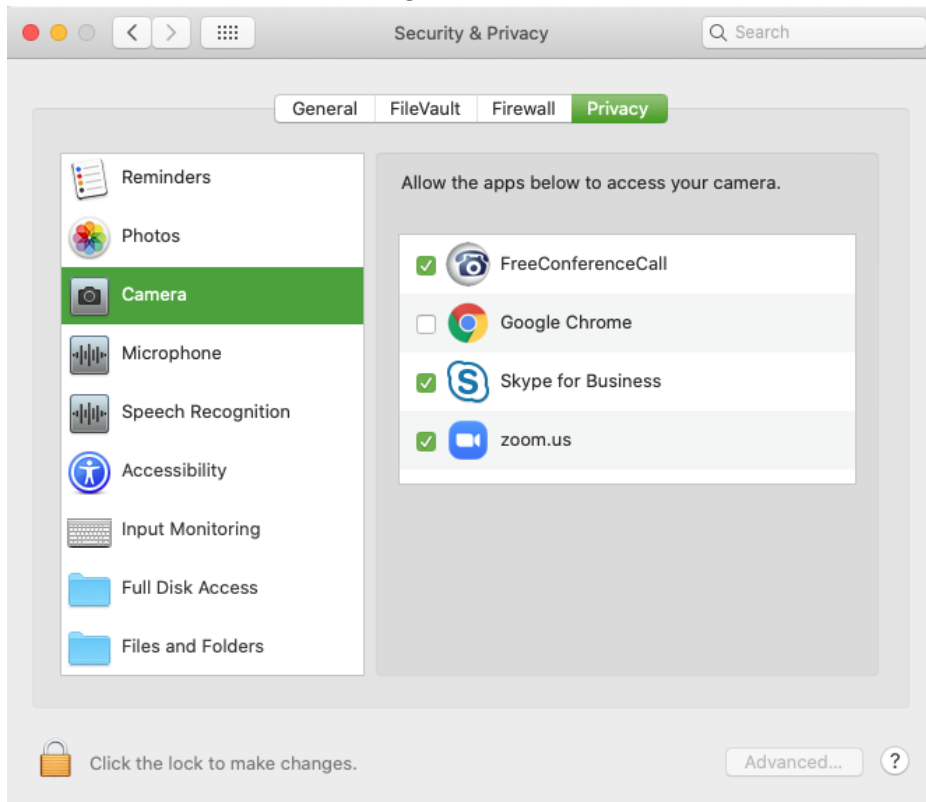 Security & Privacy
Search
General FileVault Firewall Privacy
Reminders
Photos
Camera
Microphone
Speech Recognition
Accessibility
Input Monitoring
Full Disk Access
Files and Folders
Allow the apps below to access your camera.
FreeConferenceCall
Google Chrome
S Skype for Business
zoom.us
Click the lock to make changes.
Advanced... ?